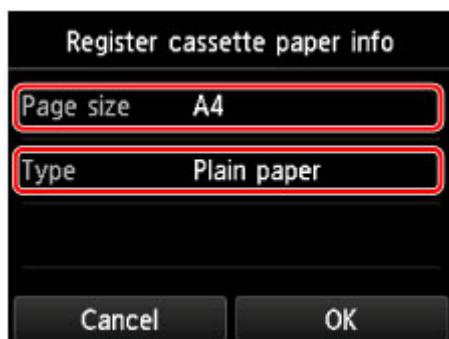 Register cassette paper info
Page size A4
Type Plain paper
Cancel OK